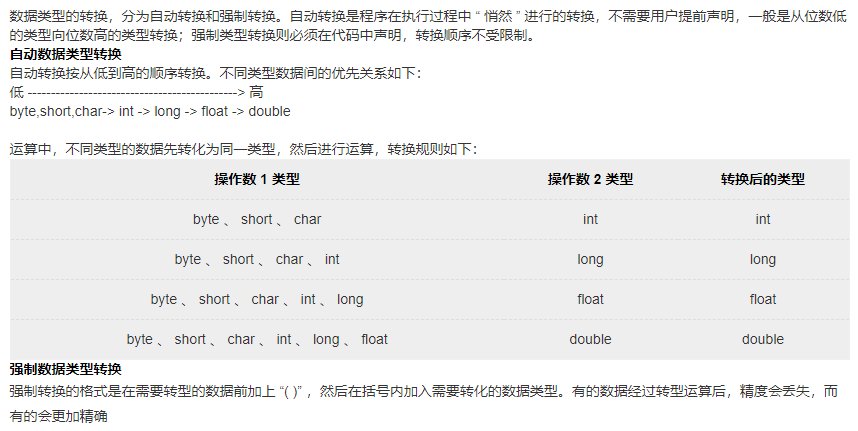 数据类型的转换，分为自动转换和强制转换。自动转换是程序在执行过程中 “ 悄然 ” 进行的转换，不需要用户提前声明，一般是从位数低
的类型向位数高的类型转换；强制类型转换则必须在代码中声明，转换顺序不受限制。
自动数据类型转换
自动转换按从低到高的顺序转换。不同类型数据间的优先关系如下：
低 ---------------------------------------------> 高
byte,short,char-> int -> long -> float -> double
运算中，不同类型的数据先转化为同一类型，然后进行运算，转换规则如下：
操作数 1 类型 操作数 2 类型 转换后的类型
byte 、 short 、 char int int
byte 、 short 、 char 、 int long long
byte 、 short 、 char 、 int 、 long float float
byte 、 short 、 char 、 int 、 long 、 float double double
强制数据类型转换
强制转换的格式是在需要转型的数据前加上 “( )” ，然后在括号内加入需要转化的数据类型。有的数据经过转型运算后，精度会丢失，而
有的会更加精确